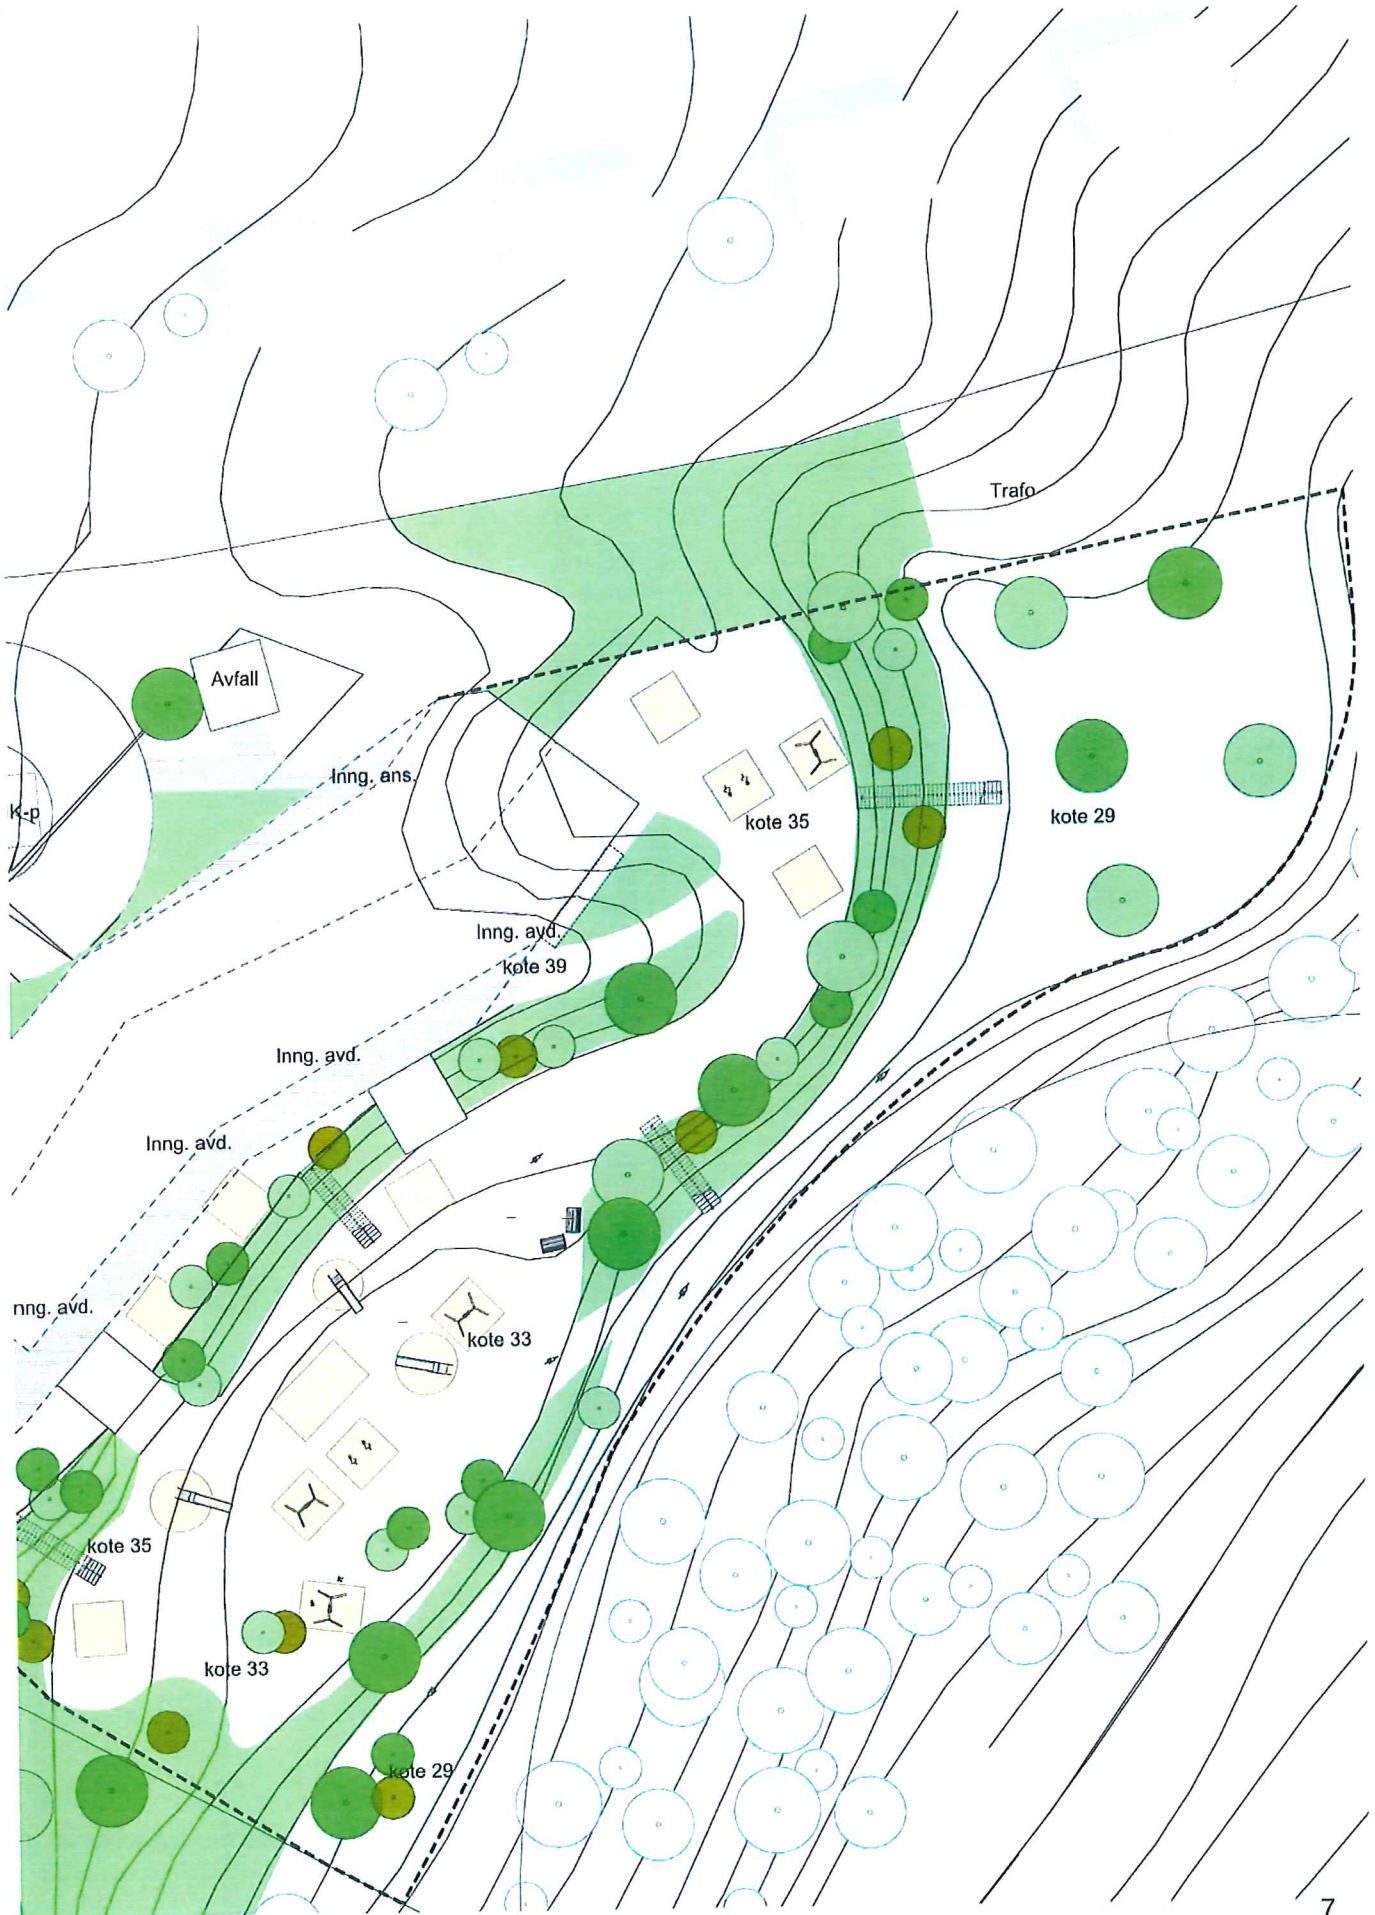 Trafo
Avfall
Inng. ans.
K-p
kote 35
kote 29
Inng. avd.
kote 39
Inng. avd.
Inng. avd.
nng. avd.
kote 33
kote 35
kote 33
kote 29
7